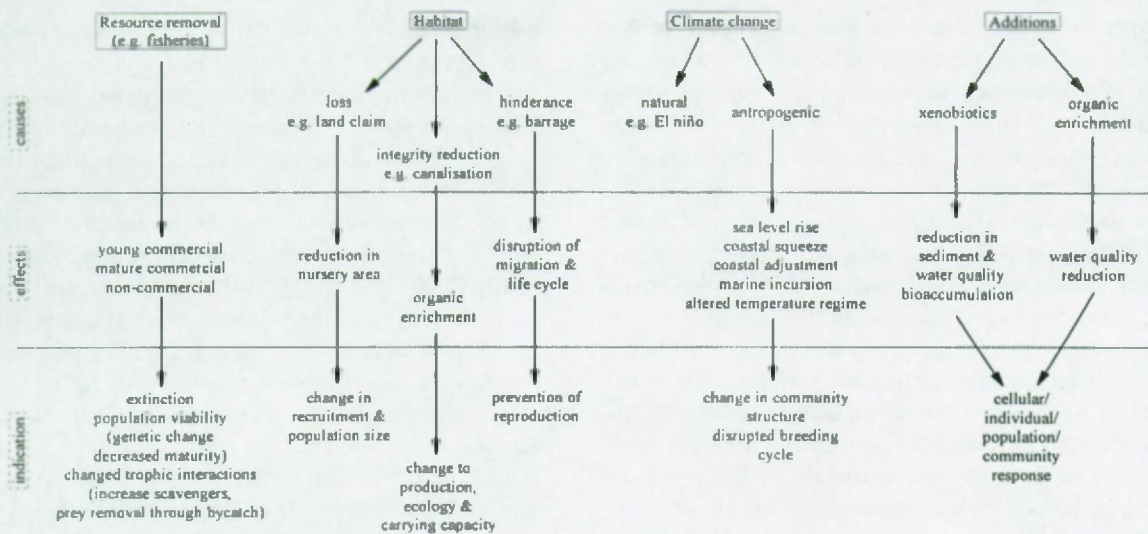 Resource removal
(e.g. fisheries)
Habitat
Climate change
Additions
causes
loss
e.g. land claim
hinderance
e.g. barrage
integrity reduction
e.g. canalisation
natural
e.g. El niño
antropogenic
xenobiotics
organic
enrichment
effects
young commercial
mature commercial
non-commercial
reduction in
nursery area
organic
enrichment
disruption of
migration &
life cycle
sea level rise
coastal squeeze
coastal adjustment
marine incursion
altered temperature regime
reduction in
sediment &
water quality
bioaccumulation
water quality
reduction
indication
extinction
population viability
(genetic change
decreased maturity)
changed trophic interactions
(increase scavengers,
prey removal through bycatch)
change in
recruitment &
population size
change to
production,
ecology &
carrying capacity
prevention of
reproduction
change in community
structure
disrupted breeding
cycle
cellular/
individual/
population/
community
response